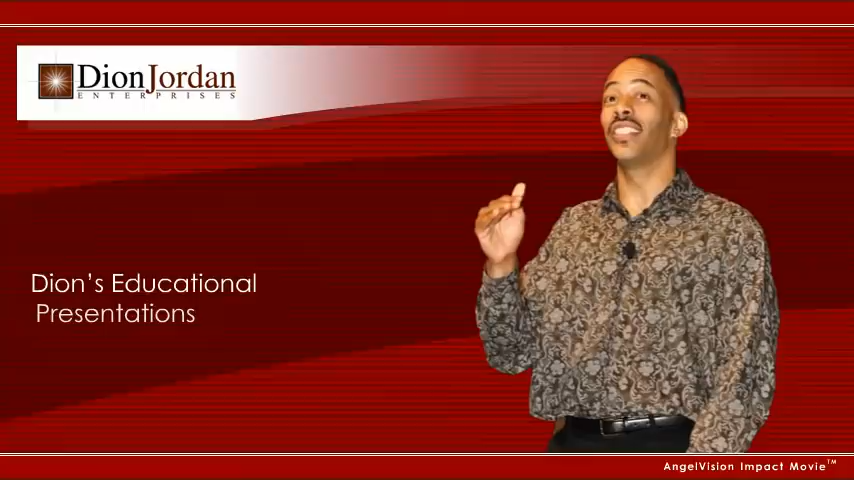 DionJordan
ENTERPRISES
Dion's Educational
Presentations
AngelVision Impact Movie™